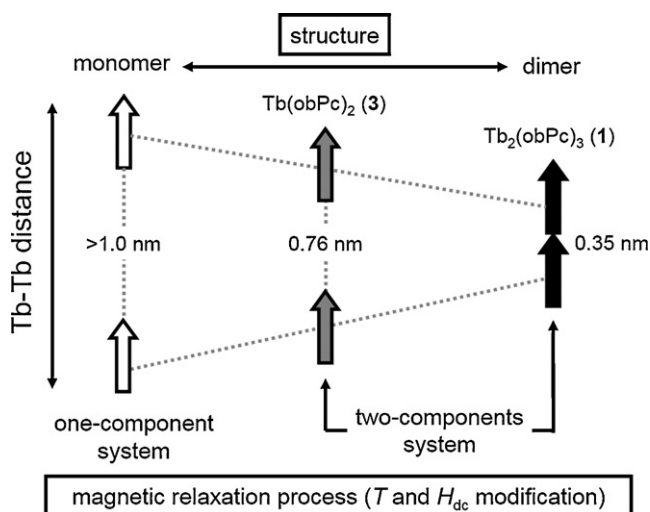 structure
monomer
dimer
Tb(obPc)₂ (3)
Tb₂(obPc)₃ (1)
Tb-Tb distance
>1.0 nm
0.76 nm
0.35 nm
one-component
system
two-components
system
magnetic relaxation process (T and H_dc modification)